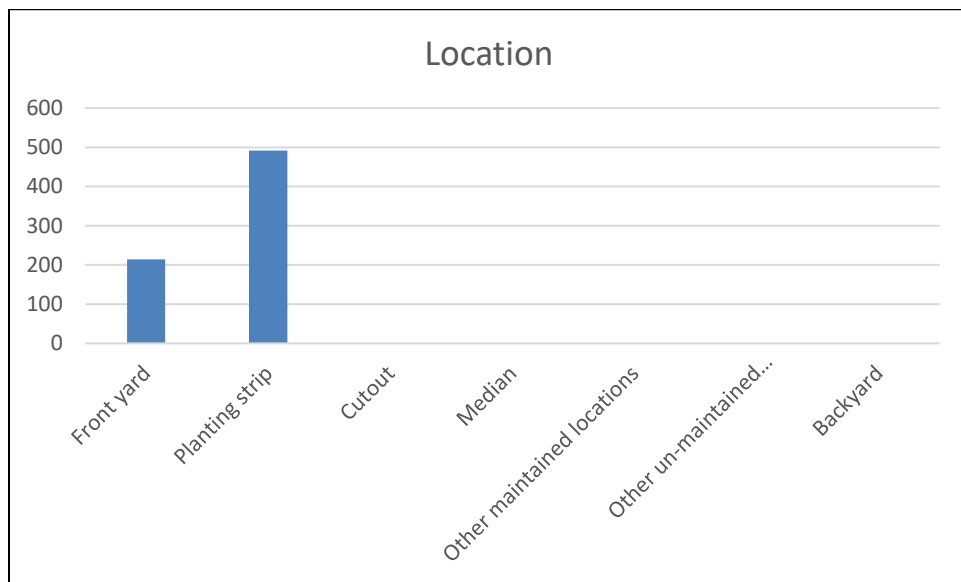 Location
600
500
400
300
200
100
0
Front yard
Planting strip
Cutout
Median
Other maintained locations
Other un-maintained...
Backyard